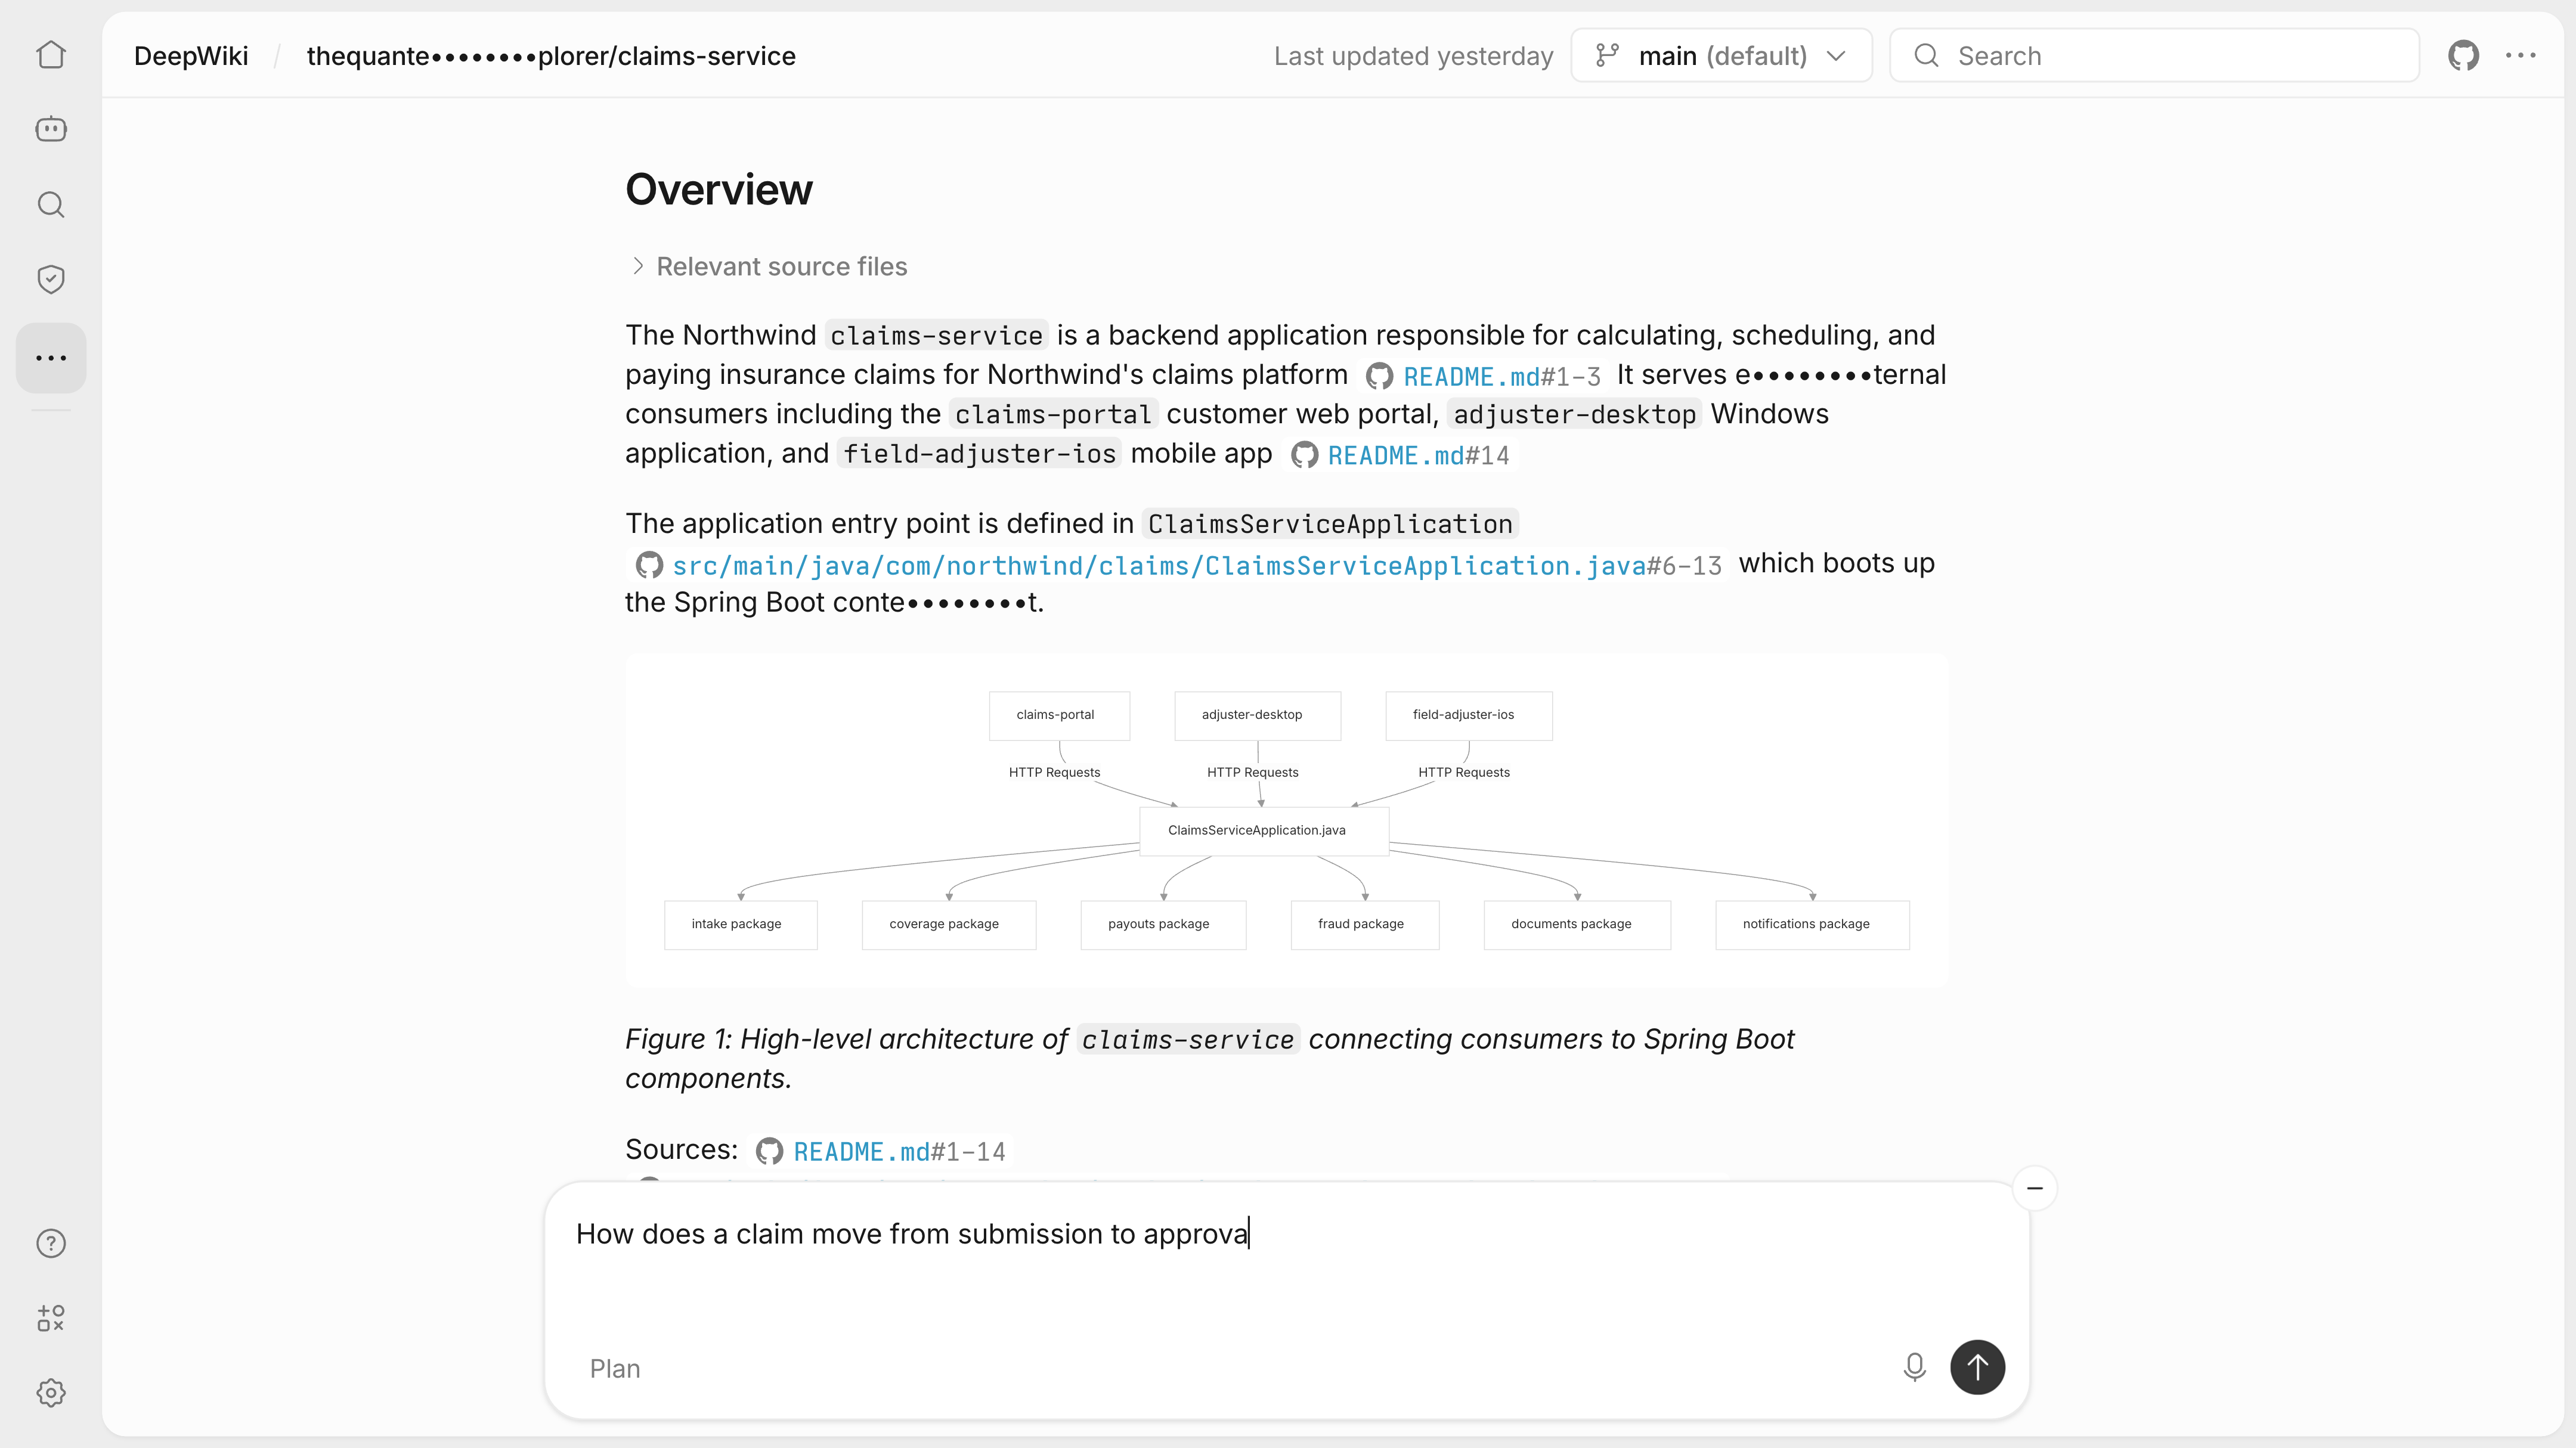 DeepWiki / thequante••••••••plorer/claims-service
Last updated yesterday
main (default)
Search
Overview
Relevant source files
The Northwind claims-service is a backend application responsible for calculating, scheduling, and
paying insurance claims for Northwind's claims platform README.md#1-3 It serves e••••••••ternal
consumers including the claims-portal customer web portal, adjuster-desktop Windows
application, and field-adjuster-ios mobile app README.md#14
The application entry point is defined in ClaimsServiceApplication
src/main/java/com/northwind/claims/ClaimsServiceApplication.java#6-13 which boots up
the Spring Boot conte••••••••t.
claims-portal
adjuster-desktop
field-adjuster-ios
HTTP Requests
HTTP Requests
HTTP Requests
ClaimsServiceApplication.java
intake package
coverage package
payouts package
fraud package
documents package
notifications package
Figure 1: High-level architecture of claims-service connecting consumers to Spring Boot
components.
Sources: README.md#1-14
How does a claim move from submission to approva
Plan